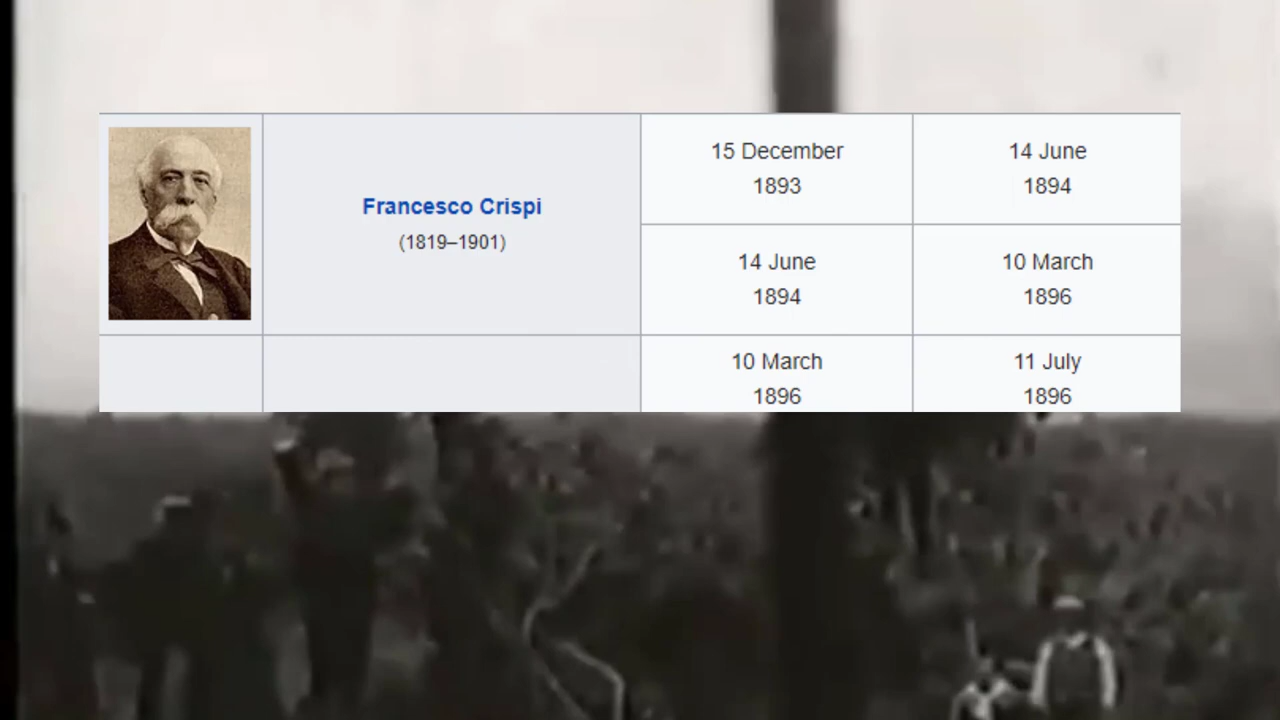 15 December 14 June
1893 1894
Francesco Crispi
(1819–1901)
14 June 10 March
1894 1896
10 March 11 July
1896 1896